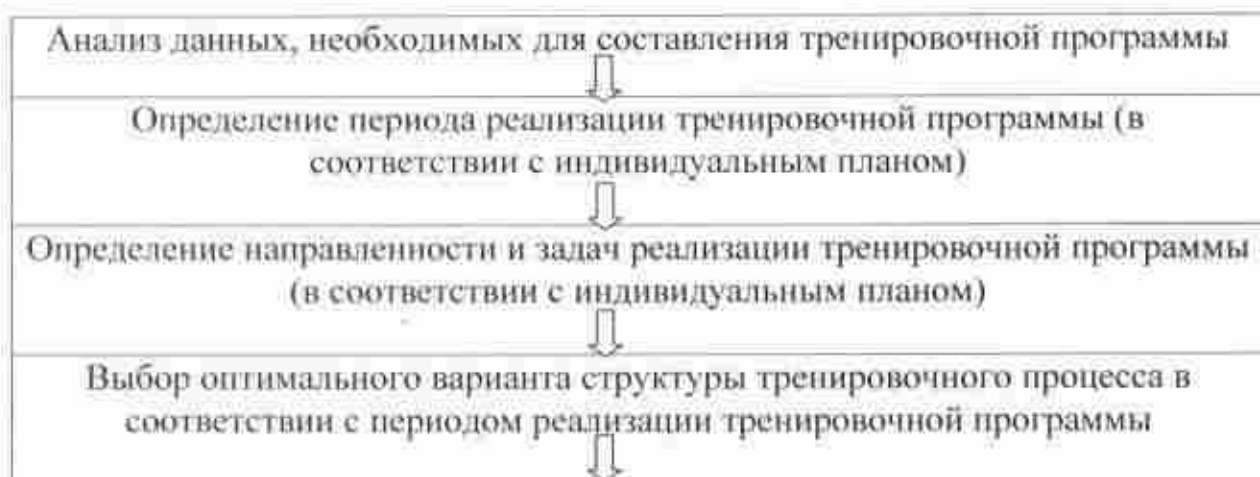 Анализ данных, необходимых для составления тренировочной программы
Определение периода реализации тренировочной программы (в
соответствии с индивидуальным планом)
Определение направленности и задач реализации тренировочной программы
(в соответствии с индивидуальным планом)
Выбор оптимального варианта структуры тренировочного процесса в
соответствии с периодом реализации тренировочной программы